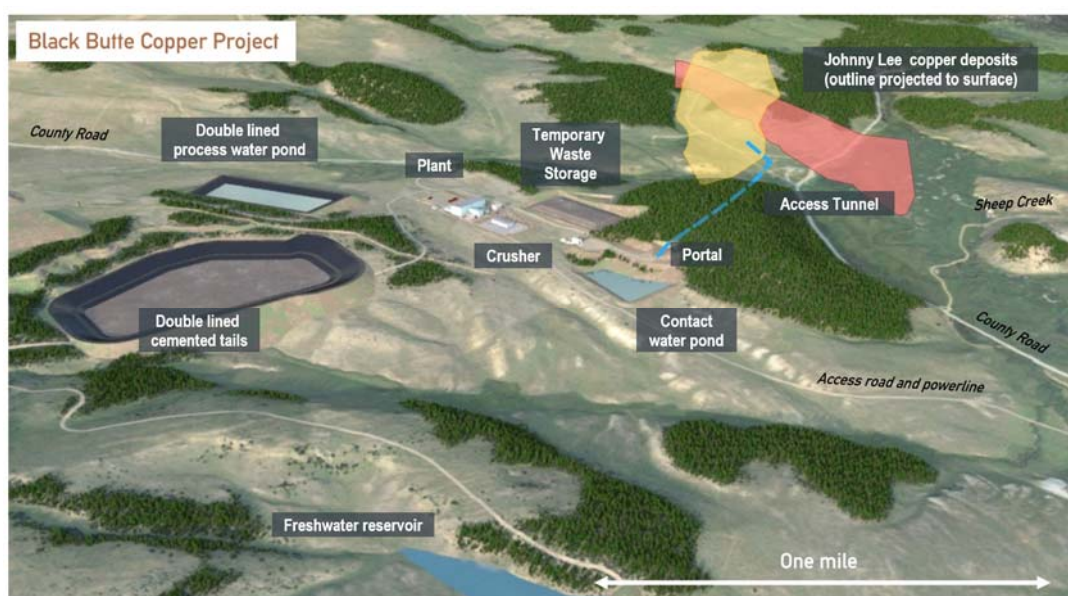 Black Butte Copper Project
Johnny Lee  copper deposits
(outline projected to surface)
County Road
Double lined
process water pond
Temporary
Waste
Storage
Plant
Access Tunnel
Sheep Creek
Crusher
Portal
Double lined
cemented tails
Contact
water pond
County Road
Access road and powerline
Freshwater reservoir
One mile